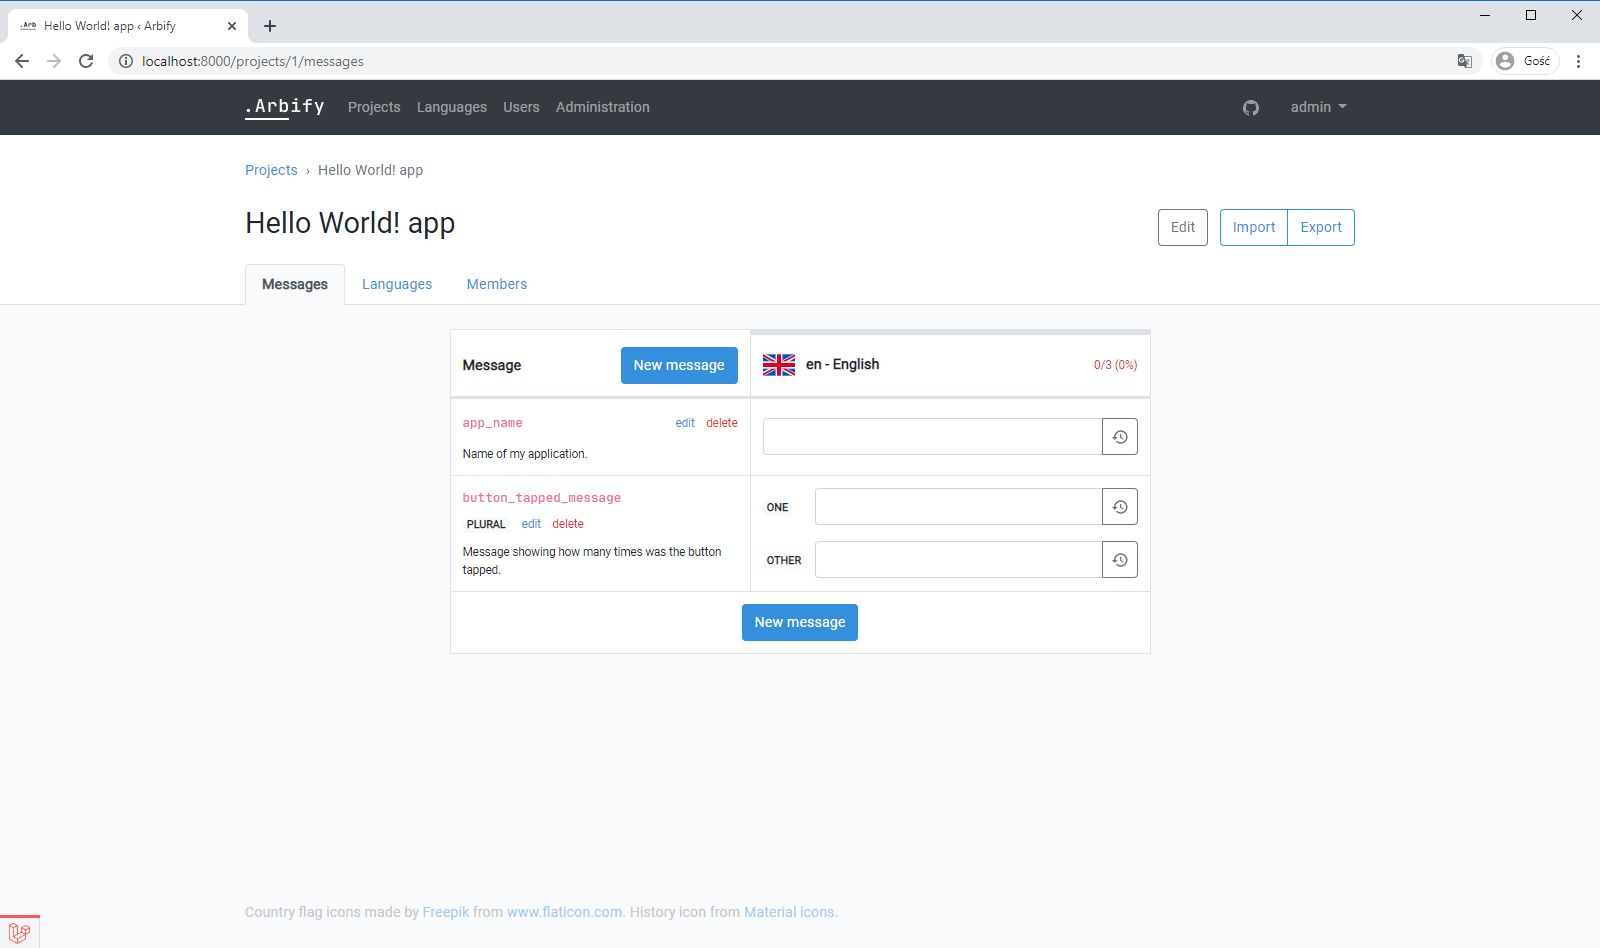 .Arb Hello World! app ‹ Arbify
localhost:8000/projects/1/messages
Gość
.Arbify Projects Languages Users Administration admin
Projects › Hello World! app
Hello World! app
Edit Import Export
Messages Languages Members
Message New message en - English 0/3 (0%)
app_name edit delete
Name of my application.
button_tapped_message
PLURAL edit delete
Message showing how many times was the button
tapped.
ONE
OTHER
New message
Country flag icons made by Freepik from www.flaticon.com. History icon from Material icons.